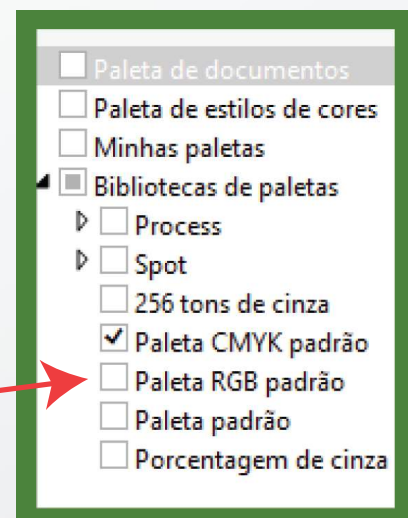 Paleta de documentos
Paleta de estilos de cores
Minhas paletas
Bibliotecas de paletas
Process
Spot
256 tons de cinza
Paleta CMYK padrão
Paleta RGB padrão
Paleta padrão
Porcentagem de cinza